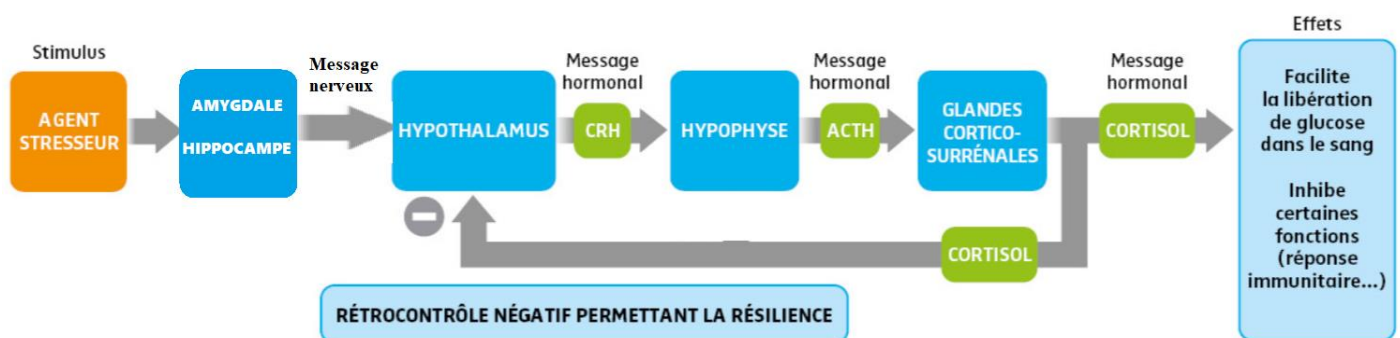 Stimulus
AGENT
STRESSEUR
AMYGDALE
HIPPOCAMPE
Message
nerveux
HYPOTHALAMUS
Message
hormonal
CRH
HYPOPHYSE
Message
hormonal
ACTH
GLANDES
CORTICO-
SURRÉNALES
Message
hormonal
CORTISOL
Effets
Facilite
la libération
de glucose
dans le sang
Inhibe
certaines
fonctions
(réponse
immunitaire...)
CORTISOL
RÉTROCONTRÔLE NÉGATIF PERMETTANT LA RÉSILIENCE